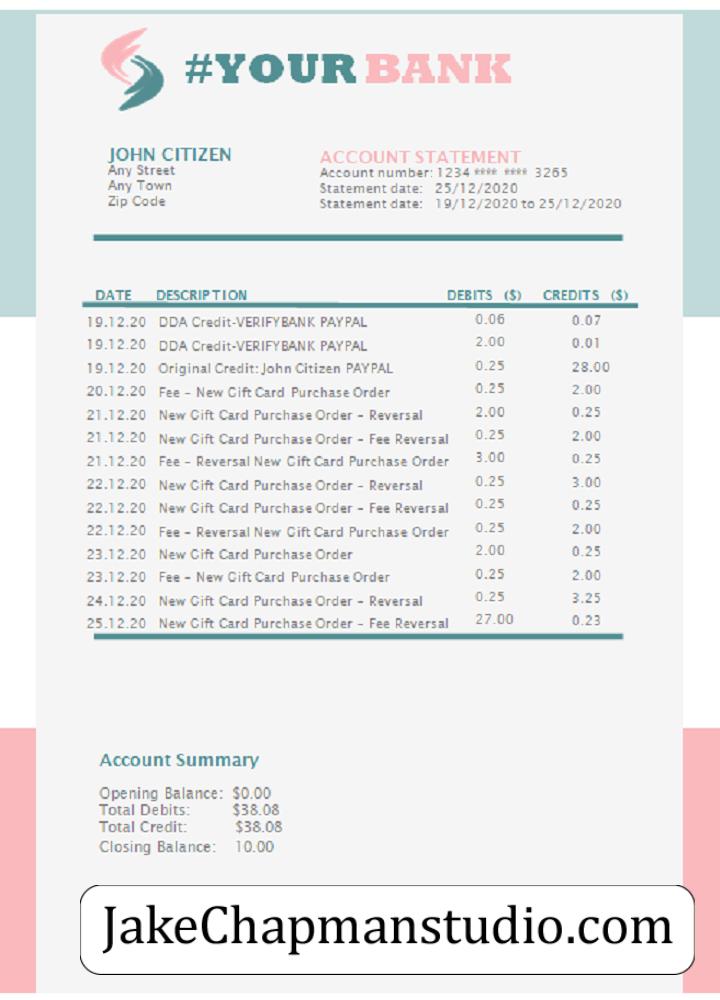 #YOUR BANK
JOHN CITIZEN
Any Street
Any Town
Zip Code
ACCOUNT STATEMENT
Account number: 1234 **** **** 3265
Statement date: 25/12/2020
Statement date: 19/12/2020 to 25/12/2020
DATE DESCRIPTION DEBITS ($) CREDITS ($)
19.12.20 DDA Credit-VERIFYBANK PAYPAL 0.06 0.07
19.12.20 DDA Credit-VERIFYBANK PAYPAL 2.00 0.01
19.12.20 Original Credit: John Citizen PAYPAL 0.25 28.00
20.12.20 Fee - New Gift Card Purchase Order 0.25 2.00
21.12.20 New Gift Card Purchase Order - Reversal 2.00 0.25
21.12.20 New Gift Card Purchase Order - Fee Reversal 0.25 2.00
21.12.20 Fee - Reversal New Gift Card Purchase Order 3.00 0.25
22.12.20 New Gift Card Purchase Order - Reversal 0.25 3.00
22.12.20 New Gift Card Purchase Order - Fee Reversal 0.25 0.25
22.12.20 Fee - Reversal New Gift Card Purchase Order 0.25 2.00
23.12.20 New Gift Card Purchase Order 2.00 0.25
23.12.20 Fee - New Gift Card Purchase Order 0.25 2.00
24.12.20 New Gift Card Purchase Order - Reversal 0.25 3.25
25.12.20 New Gift Card Purchase Order - Fee Reversal 27.00 0.23
Account Summary
Opening Balance: $0.00
Total Debits: $38.08
Total Credit: $38.08
Closing Balance: 10.00
JakeChapmanstudio.com